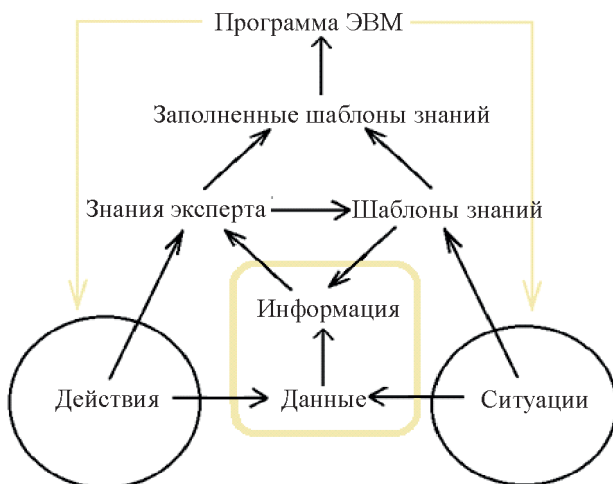 Программа ЭВМ
Заполненные шаблоны знаний
Знания эксперта
Шаблоны знаний
Информация
Действия
Данные
Ситуации